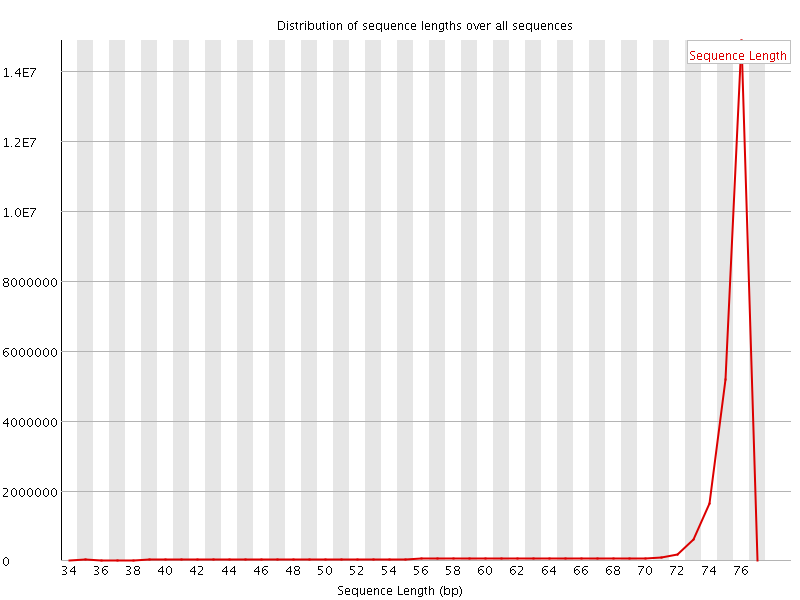 Distribution of sequence lengths over all sequences
Sequence Length
1.4E7
1.2E7
1.0E7
8000000
6000000
4000000
2000000
0
34 36 38 40 42 44 46 48 50 52 54 56 58 60 62 64 66 68 70 72 74 76
Sequence Length (bp)